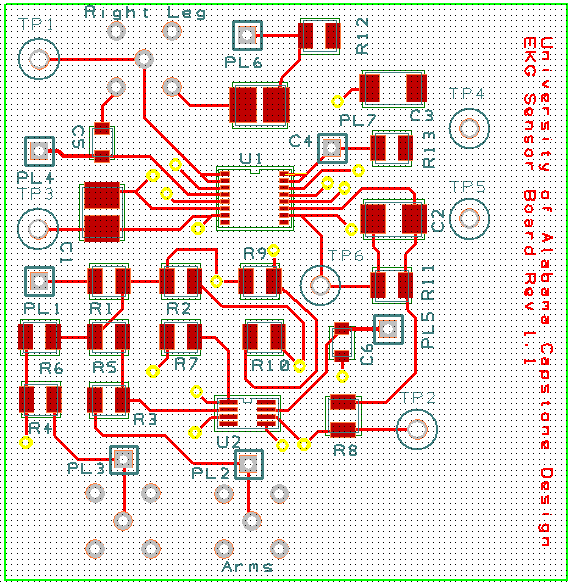 Right Leg
TP1
PL6
R12
University of Alabama Capstone Design
EKG Sensor Board Rev 1.1
C3
TP4
PL7
C5
C4
R13
U1
PL4
TP3
TP5
C2
C1
R9
TP6
R11
PL1
R1
R2
PL5
R6
R5
R7
R10
C6
R4
R3
TP2
U2
R8
PL3
PL2
Arms